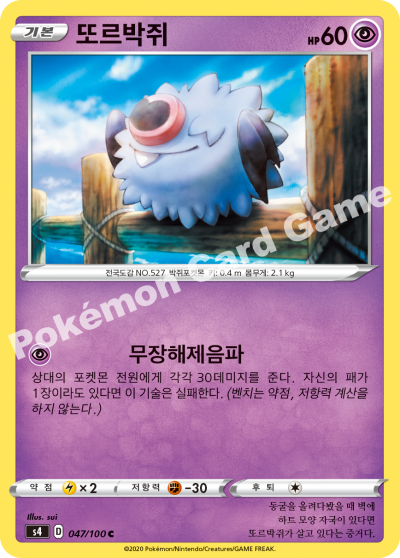 기본 또르박쥐 HP60
전국도감 NO.527 박쥐포켓몬 키: 0.4 m 몸무게: 2.1 kg
Pokémon Card Game
무장해제음파
상대의 포켓몬 전원에게 각각 30데미지를 준다. 자신의 패가
1장이라도 있다면 이 기술은 실패한다. (벤치는 약점, 저항력 계산을
하지 않는다.)
약점 ×2 저항력 -30 후퇴
Illus. sui
s4 D 047/100 C
동굴을 올려다봤을 때 벽에
하트 모양 자국이 있다면
또르박쥐가 살고 있다는 증거다.
©2020 Pokémon/Nintendo/Creatures/GAME FREAK.